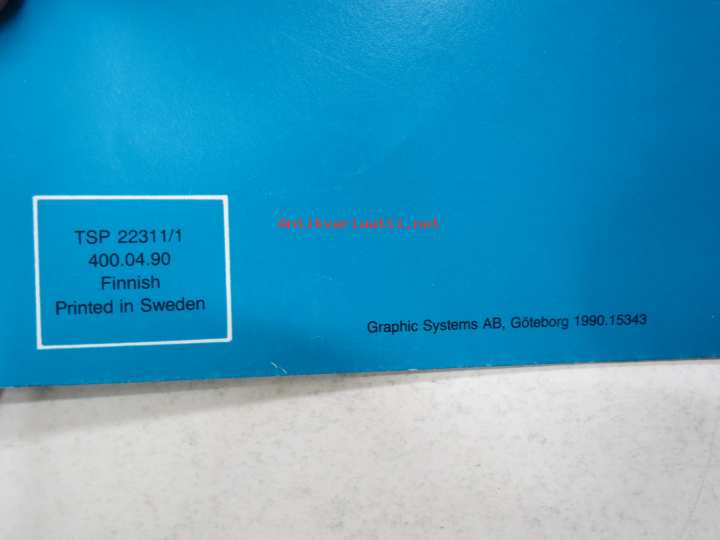 Antikvariaatti.net
TSP 22311/1
400.04.90
Finnish
Printed in Sweden
Graphic Systems AB, Göteborg 1990.15343